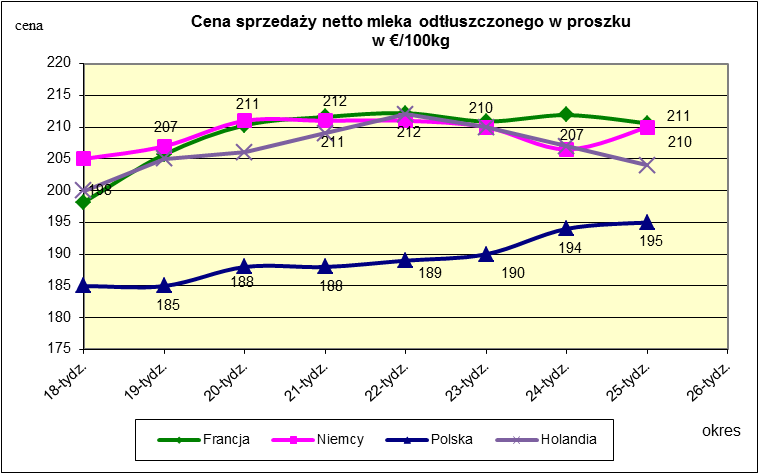 cena
Cena sprzedaży netto mleka odtłuszczonego w proszku
w €/100kg
220
215
210
205
200
195
190
185
180
175
198
207
211
212
211
212
210
207
211
210
185
188
188
189
190
194
195
18-tydz.
19-tydz.
20-tydz.
21-tydz.
22-tydz.
23-tydz.
24-tydz.
25-tydz.
26-tydz.
okres
Francja Niemcy Polska Holandia